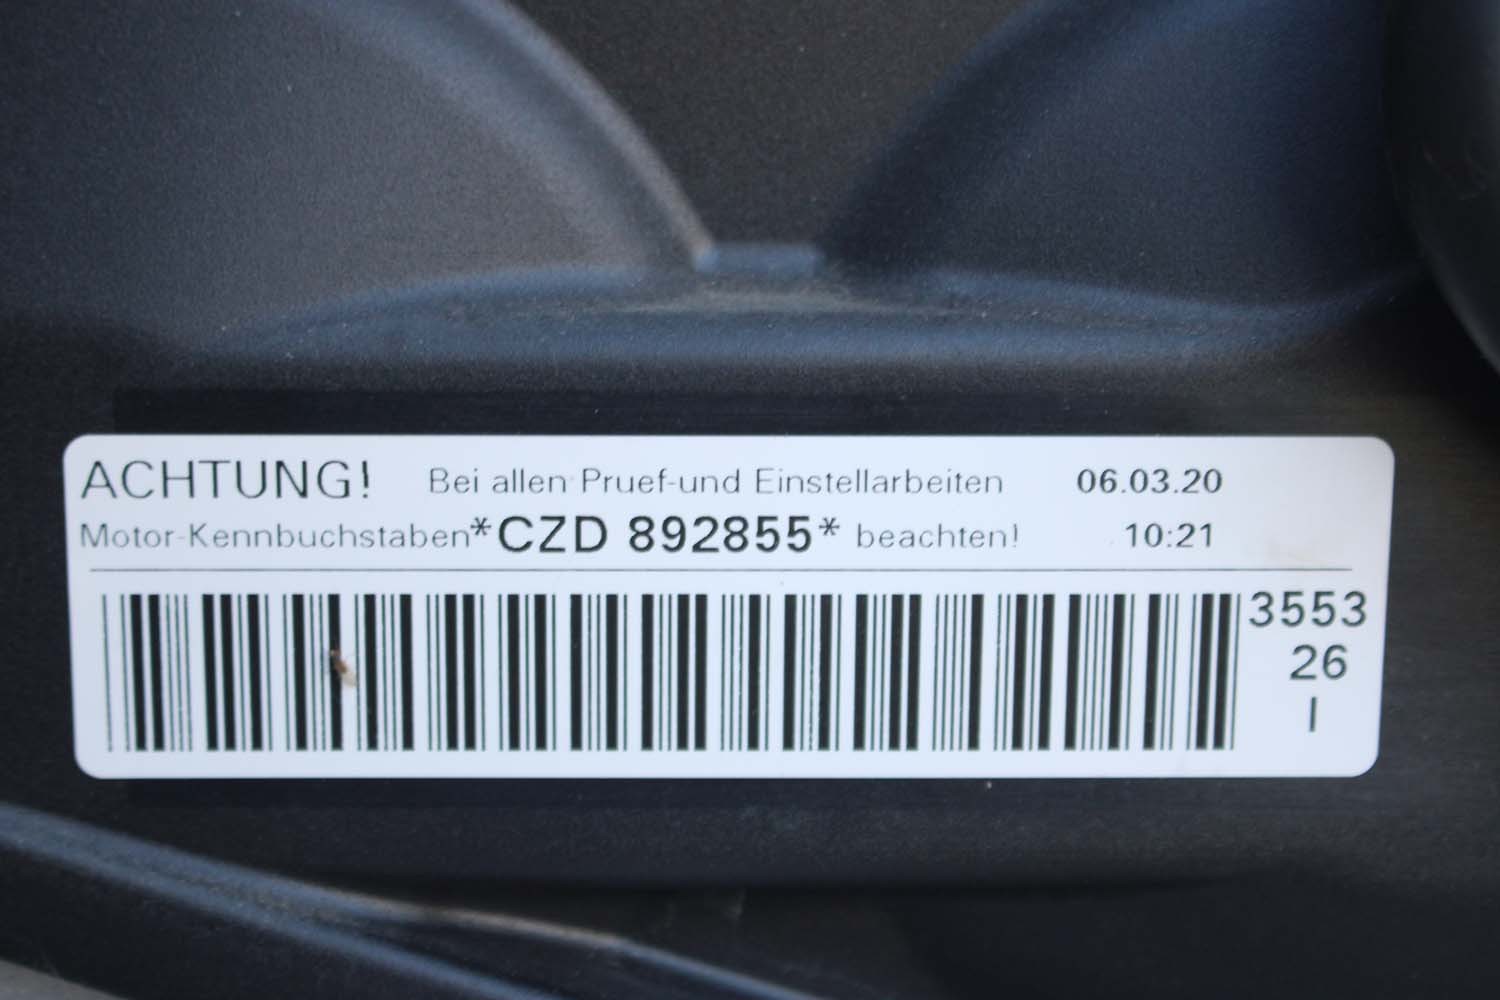 ACHTUNG! Bei allen Pruef-und Einstellarbeiten 06.03.20
Motor-Kennbuchstaben*CZD 892855* beachten! 10:21
3553
26
I